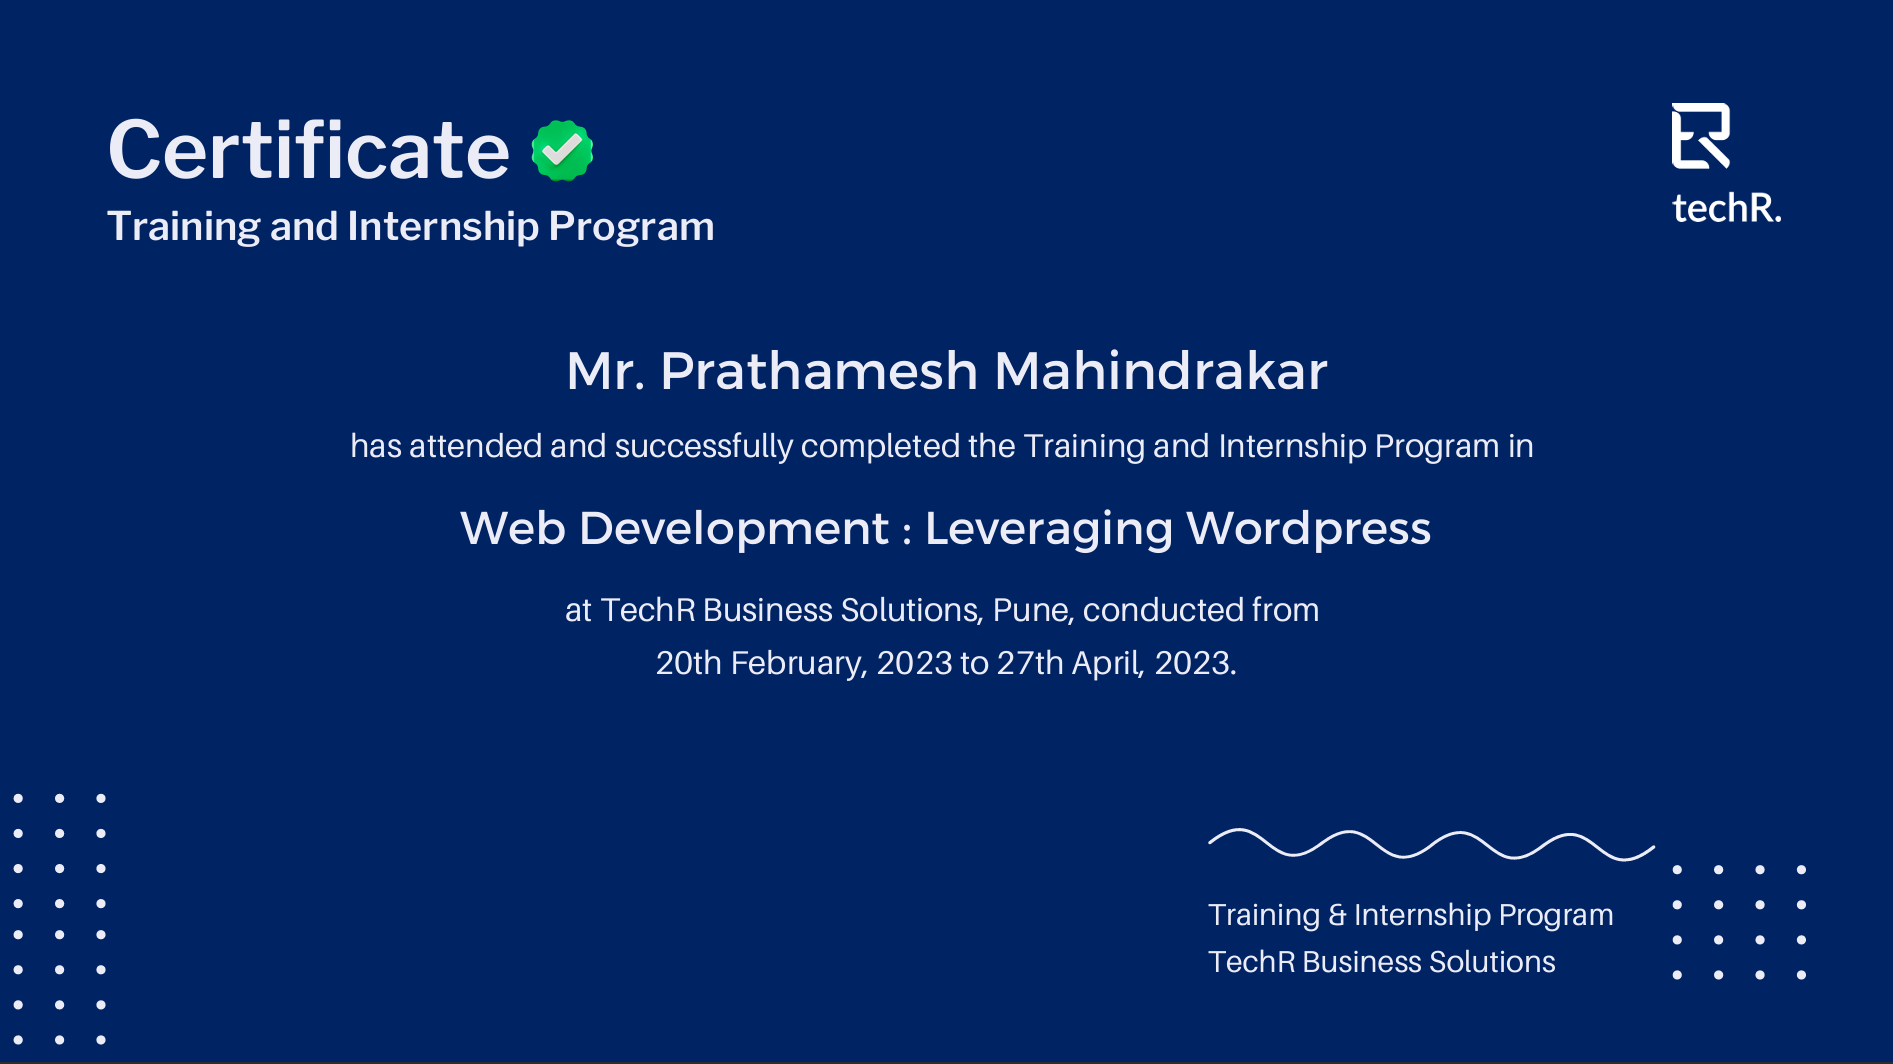 Certificate
Training and Internship Program
techR.
Mr. Prathamesh Mahindrakar
has attended and successfully completed the Training and Internship Program in
Web Development : Leveraging Wordpress
at TechR Business Solutions, Pune, conducted from
20th February, 2023 to 27th April, 2023.
Training & Internship Program
TechR Business Solutions